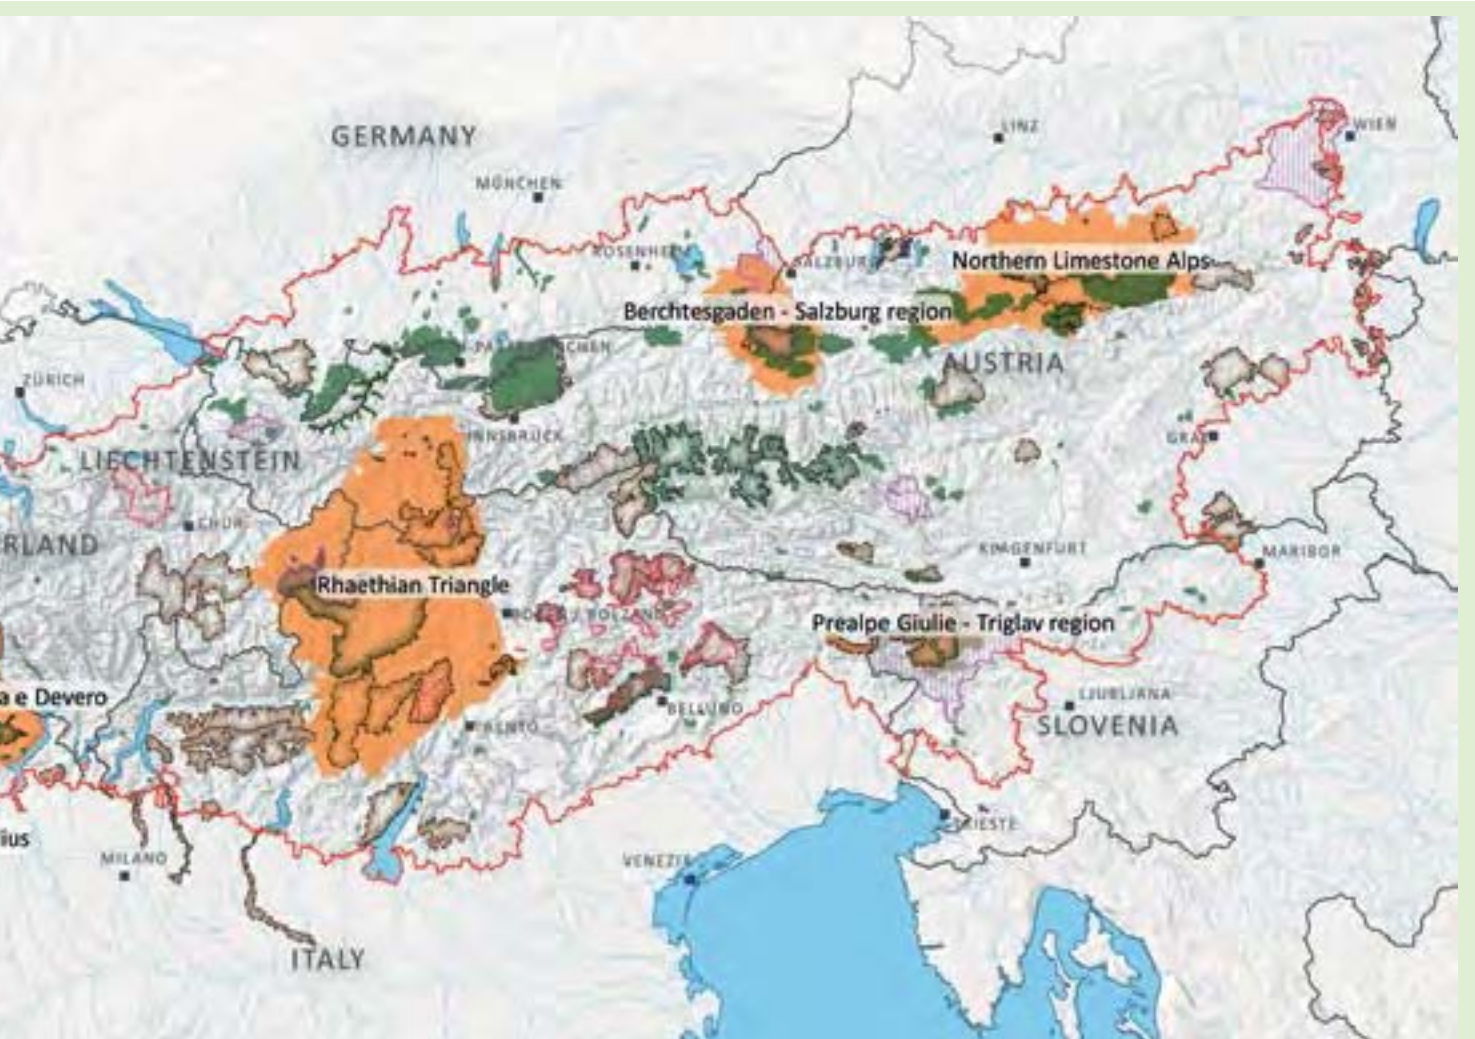 LINZ
WIEN
GERMANY
MÜNCHEN
ROSENHEIM
SALZBURG
Northern Limestone Alps
Berchtesgaden - Salzburg region
AUSTRIA
ZÜRICH
INNSBRUCK
GRAZ
LIECHTENSTEIN
CHUR
RLAND
KLAGENFURT
MARIBOR
Rhaethian Triangle
BOLZANO
Prealpe Giulie - Triglav region
a e Devero
LJUBLJANA
BELLUNO
SLOVENIA
TRENTO
TRIESTE
ius
MILANO
VENEZIA
ITALY